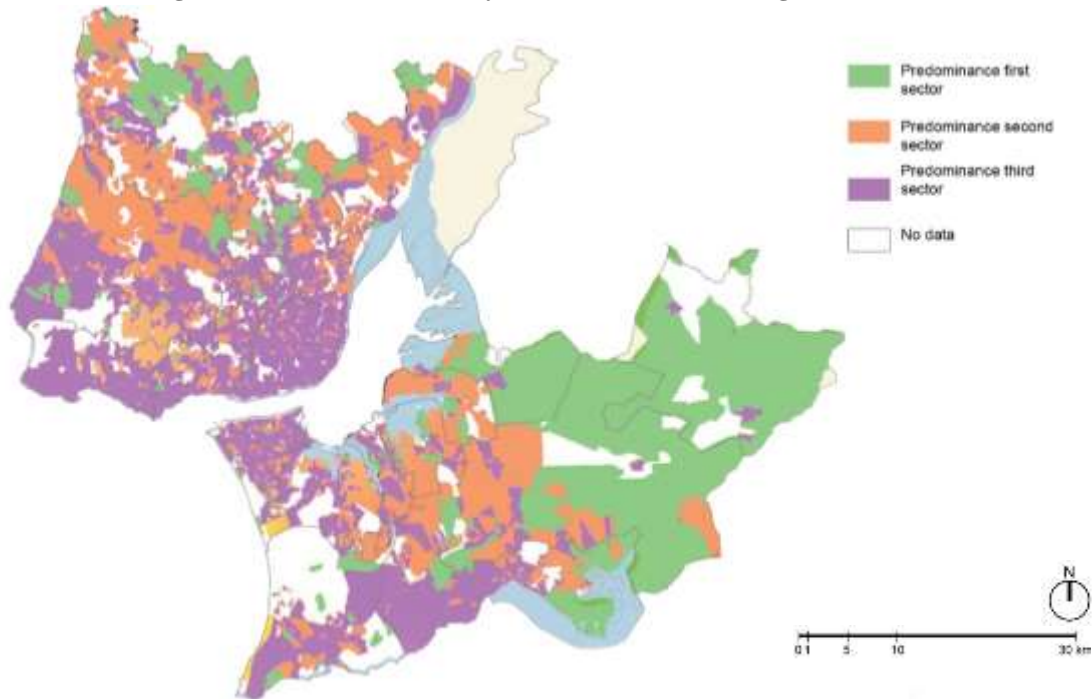 Predominance first
sector
Predominance second
sector
Predominance third
sector
No data
N
0 1 5 10 30 km